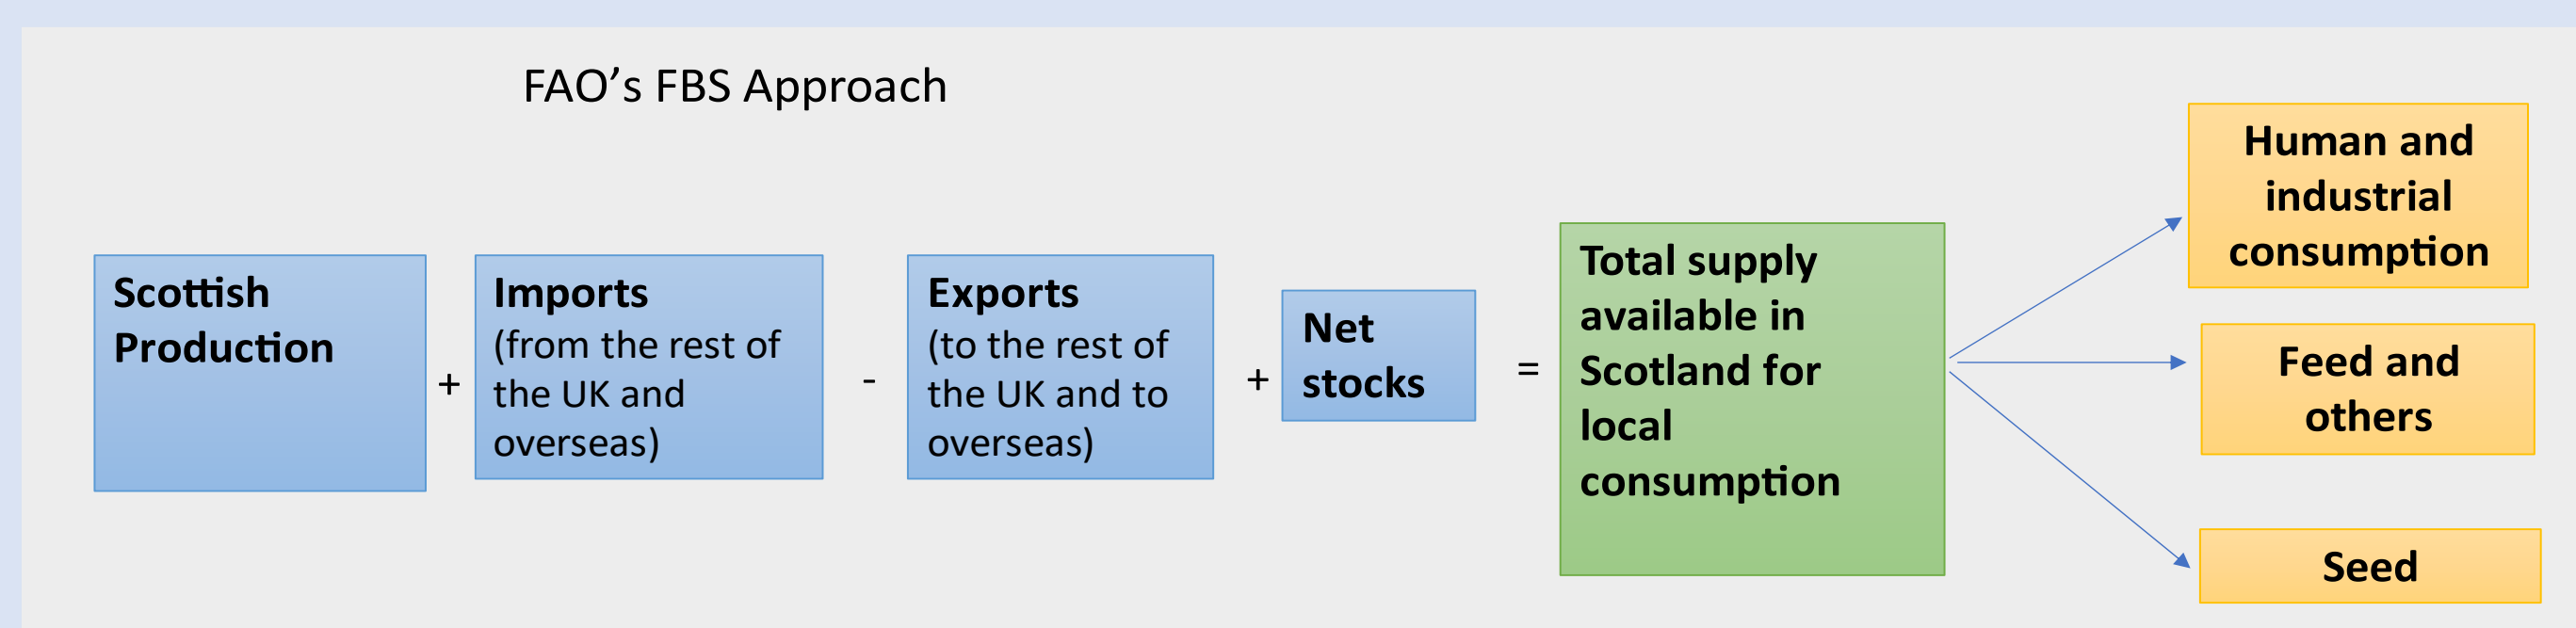 FAO’s FBS Approach
Scottish
Production
+
Imports
(from the rest of
the UK and
overseas)
-
Exports
(to the rest of
the UK and to
overseas)
+
Net
stocks
=
Total supply
available in
Scotland for
local
consumption
Human and
industrial
consumption
Feed and
others
Seed